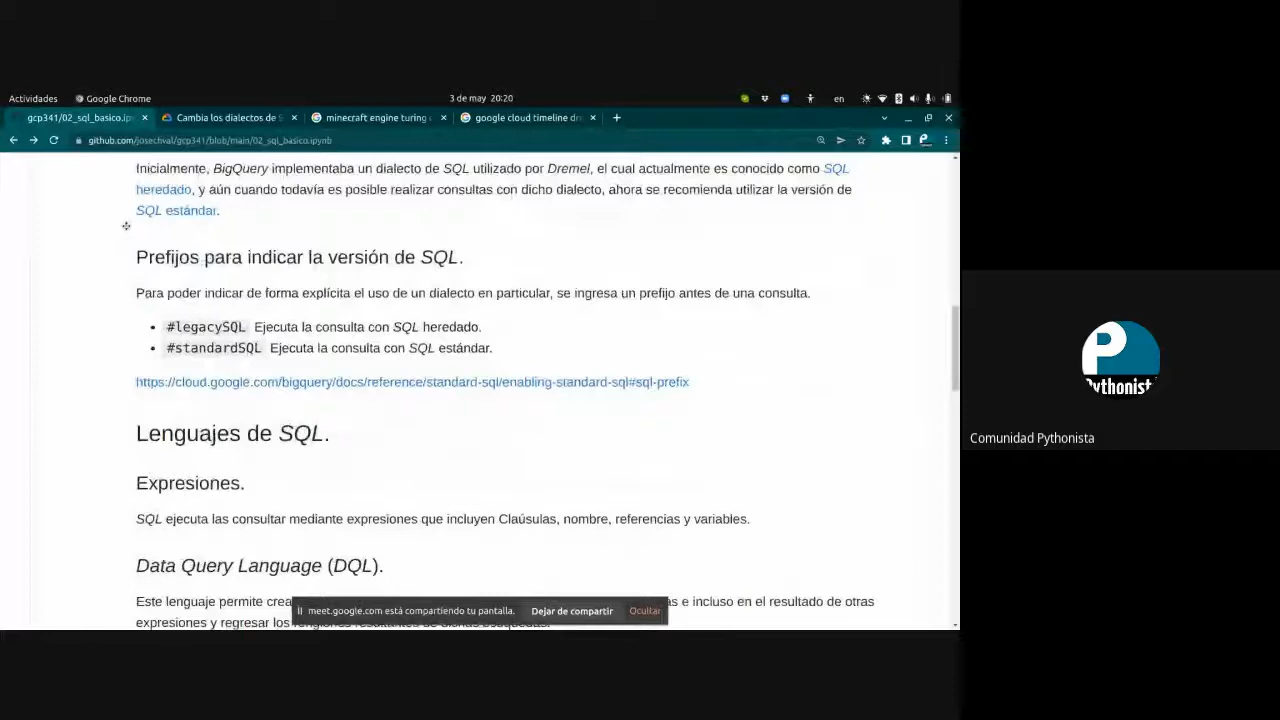 Actividades Google Chrome 3 de may 20:20 en
gcp341/02_sql_basico.ipynb Cambia los dialectos de S minecraft engine turing c google cloud timeline dre
github.com/josechval/gcp341/blob/main/02_sql_basico.ipynb
Inicialmente, BigQuery implementaba un dialecto de SQL utilizado por Dremel, el cual actualmente es conocido como SQL
heredado, y aún cuando todavía es posible realizar consultas con dicho dialecto, ahora se recomienda utilizar la versión de
SQL estándar.
Prefijos para indicar la versión de SQL.
Para poder indicar de forma explícita el uso de un dialecto en particular, se ingresa un prefijo antes de una consulta.
#legacySQL Ejecuta la consulta con SQL heredado.
#standardSQL Ejecuta la consulta con SQL estándar.
https://cloud.google.com/bigquery/docs/reference/standard-sql/enabling-standard-sql#sql-prefix
Lenguajes de SQL.
Expresiones.
SQL ejecuta las consultar mediante expresiones que incluyen Claúsulas, nombre, referencias y variables.
Data Query Language (DQL).
Este lenguaje permite crea s e incluso en el resultado de otras
expresiones y regresar los
meet.google.com está compartiendo tu pantalla. Dejar de compartir Ocultar
Pythonist
Comunidad Pythonista